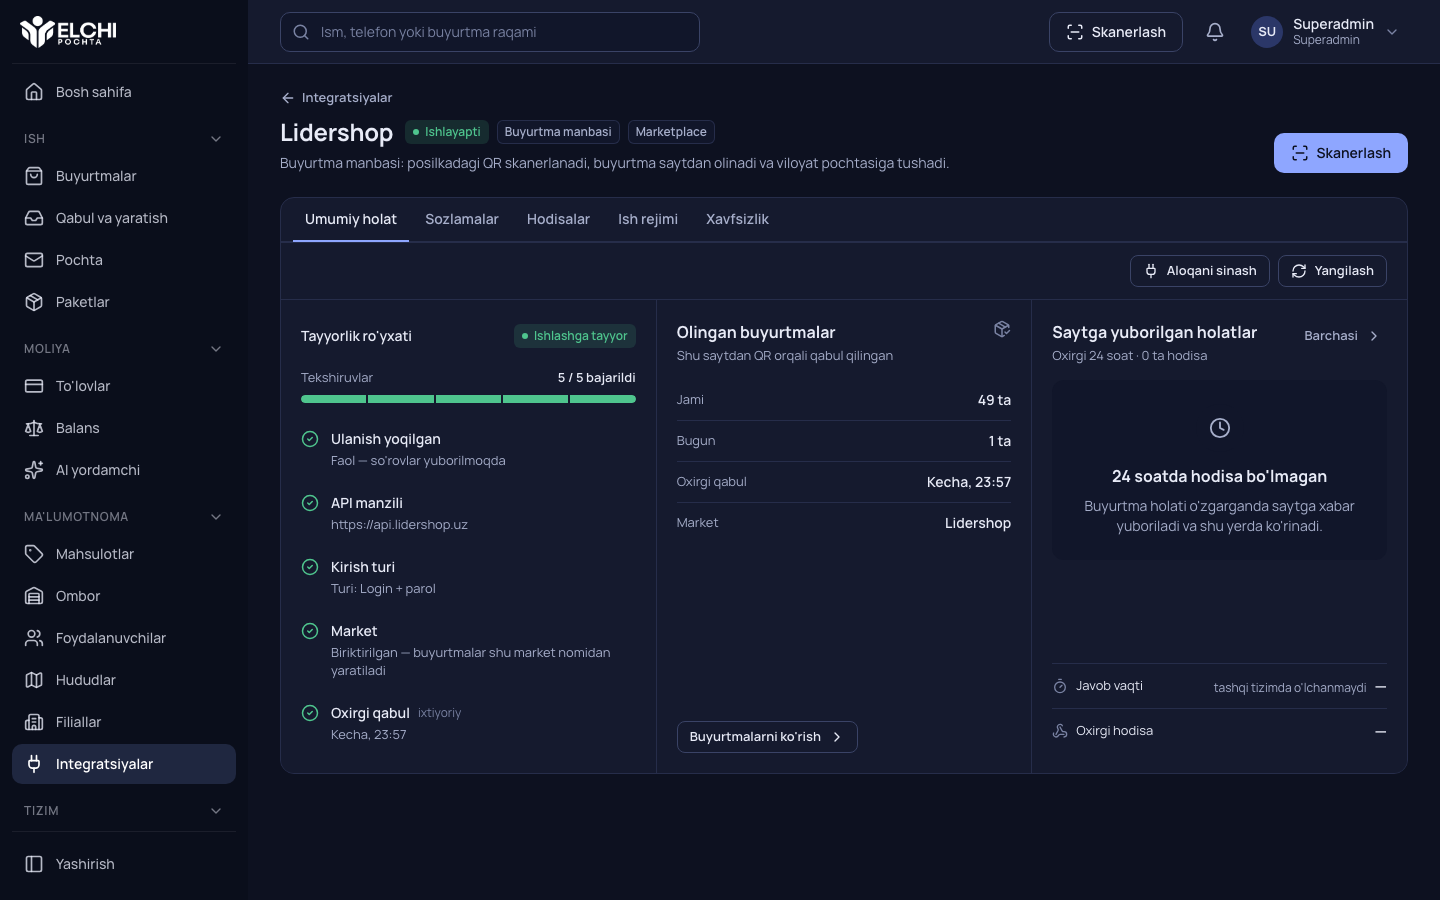 ELCHI
POCHTA
Ism, telefon yoki buyurtma raqami
Skanerlash
SU
Superadmin
Superadmin
Bosh sahifa
ISH
Buyurtmalar
Qabul va yaratish
Pochta
Paketlar
MOLIYA
To'lovlar
Balans
AI yordamchi
MA'LUMOTNOMA
Mahsulotlar
Ombor
Foydalanuvchilar
Hududlar
Filiallar
Integratsiyalar
TIZIM
Yashirish
Integratsiyalar
Lidershop
Ishlayapti
Buyurtma manbasi
Marketplace
Buyurtma manbasi: posilkadagi QR skanerlanadi, buyurtma saytdan olinadi va viloyat pochtasiga tushadi.
Skanerlash
Umumiy holat
Sozlamalar
Hodisalar
Ish rejimi
Xavfsizlik
Aloqani sinash
Yangilash
Tayyorlik ro'yxati
Ishlashga tayyor
Tekshiruvlar
5 / 5 bajarildi
Ulanish yoqilgan
Faol — so'rovlar yuborilmoqda
API manzili
https://api.lidershop.uz
Kirish turi
Turi: Login + parol
Market
Biriktirilgan — buyurtmalar shu market nomidan
yaratiladi
Oxirgi qabul ixtiyoriy
Kecha, 23:57
Olingan buyurtmalar
Shu saytdan QR orqali qabul qilingan
Jami
49 ta
Bugun
1 ta
Oxirgi qabul
Kecha, 23:57
Market
Lidershop
Buyurtmalarni ko'rish
Saytga yuborilgan holatlar
Barchasi
Oxirgi 24 soat · 0 ta hodisa
24 soatda hodisa bo'lmagan
Buyurtma holati o'zgarganda saytga xabar
yuboriladi va shu yerda ko'rinadi.
Javob vaqti
tashqi tizimda o'lchanmaydi —
Oxirgi hodisa
—